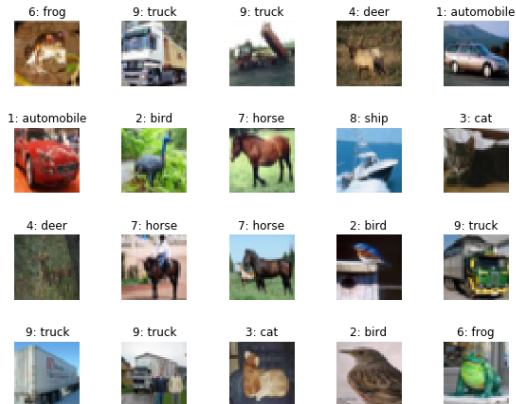 6: frog
9: truck
9: truck
4: deer
1: automobile
1: automobile
2: bird
7: horse
8: ship
3: cat
4: deer
7: horse
7: horse
2: bird
9: truck
9: truck
9: truck
3: cat
2: bird
6: frog